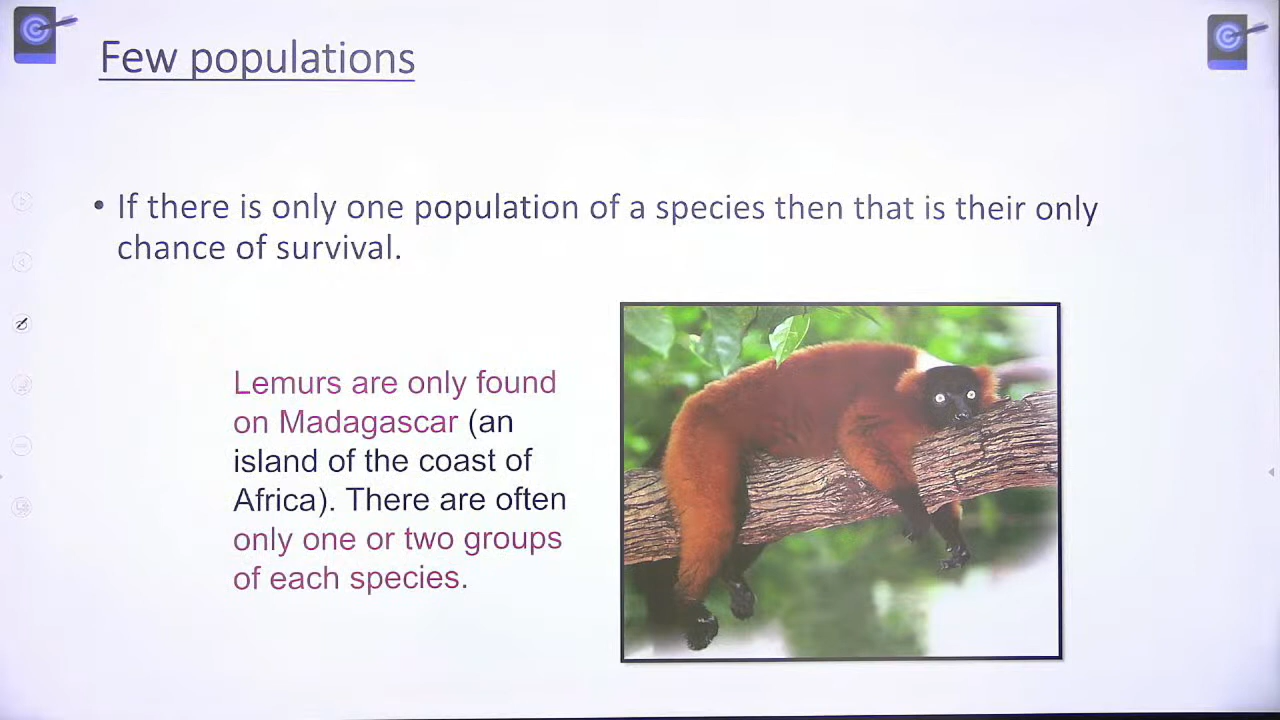 Few populations
• If there is only one population of a species then that is their only
chance of survival.
Lemurs are only found
on Madagascar (an
island of the coast of
Africa). There are often
only one or two groups
of each species.